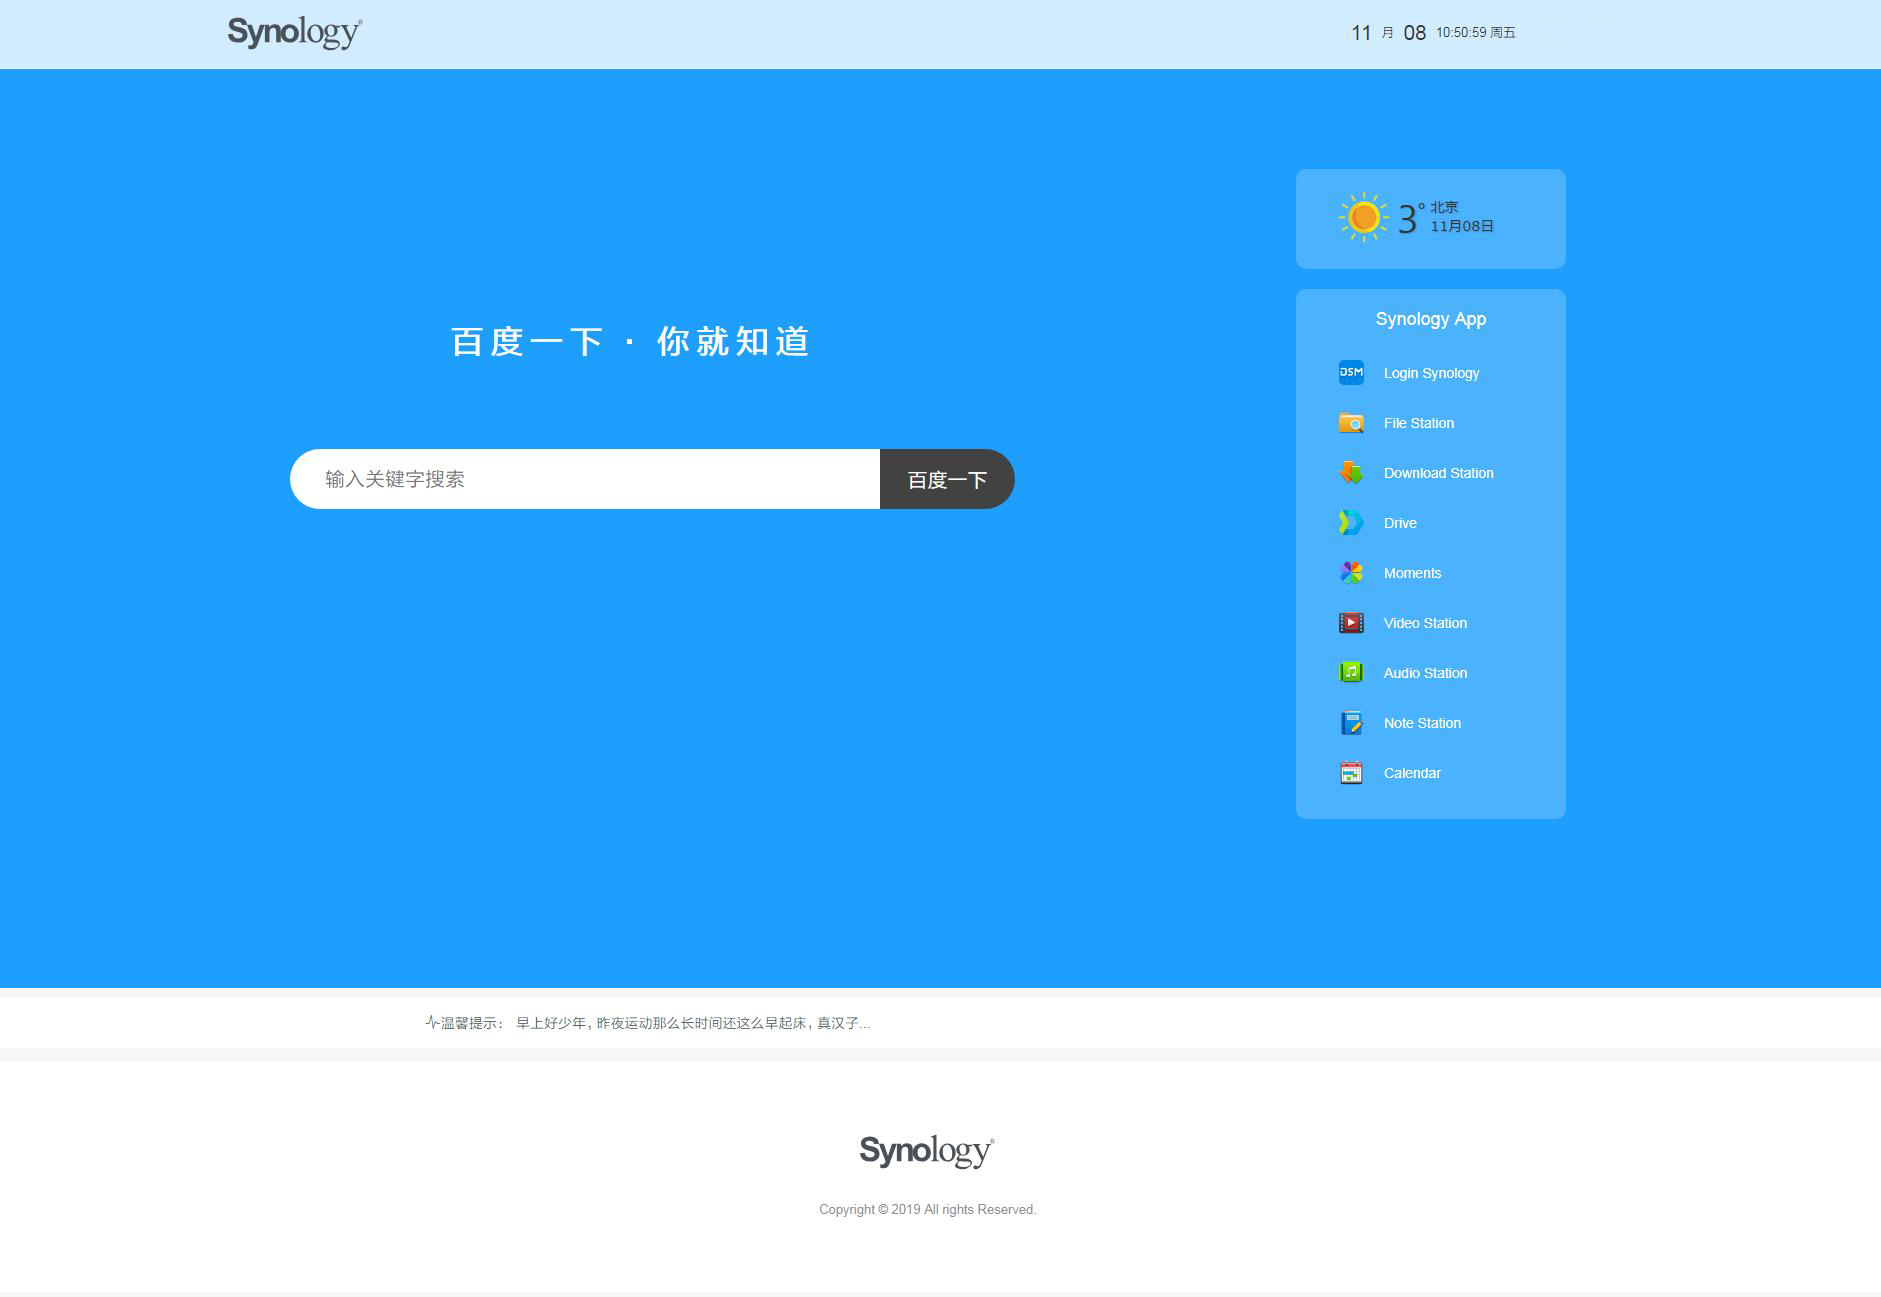 Synology®
11 月 08 10:50:59 周五
3° 北京
11月08日
百度一下 · 你就知道
输入关键字搜索
百度一下
Synology App
DSM Login Synology
File Station
Download Station
Drive
Moments
Video Station
Audio Station
Note Station
Calendar
温馨提示： 早上好少年, 昨夜运动那么长时间还这么早起床, 真汉子...
Synology®
Copyright © 2019 All rights Reserved.